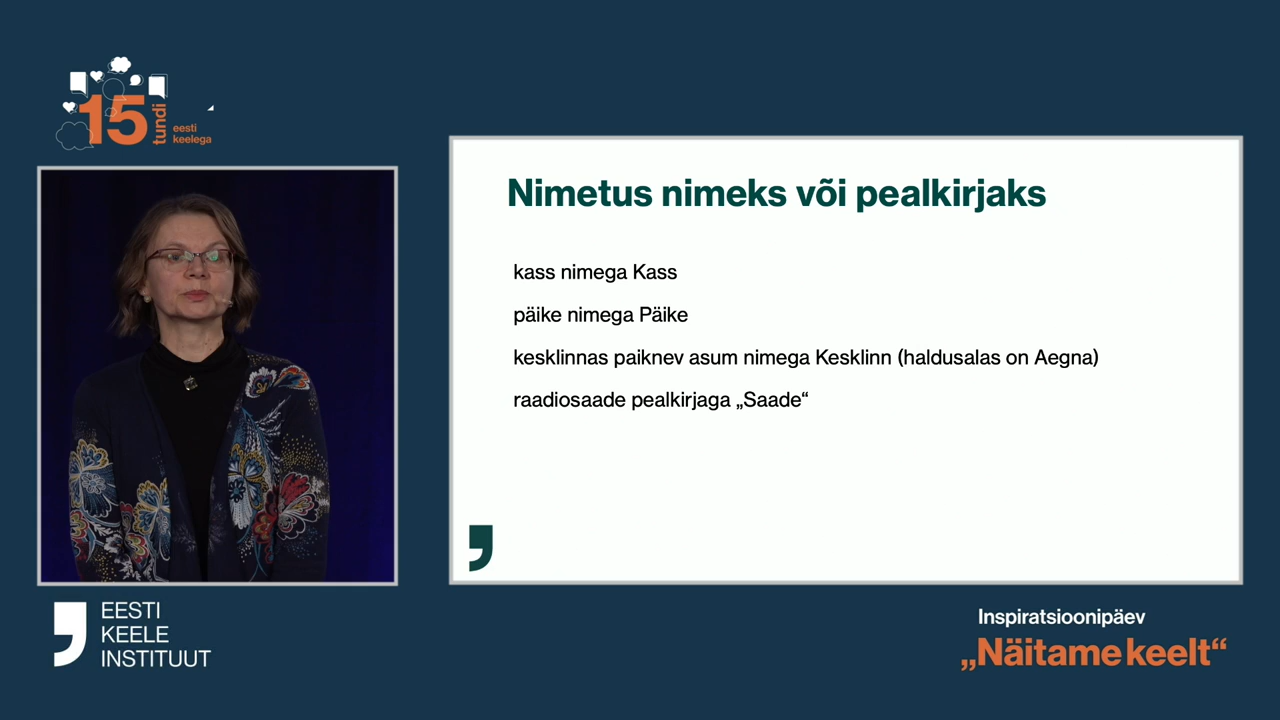 15
tundi
eesti
keelega
Nimetus nimeks või pealkirjaks
kass nimega Kass
päike nimega Päike
kesklinnas paiknev asum nimega Kesklinn (haldusalas on Aegna)
raadiosaade pealkirjaga „Saade“
EESTI
KEELE
INSTITUUT
Inspiratsioonipäev
„Näitame keelt“